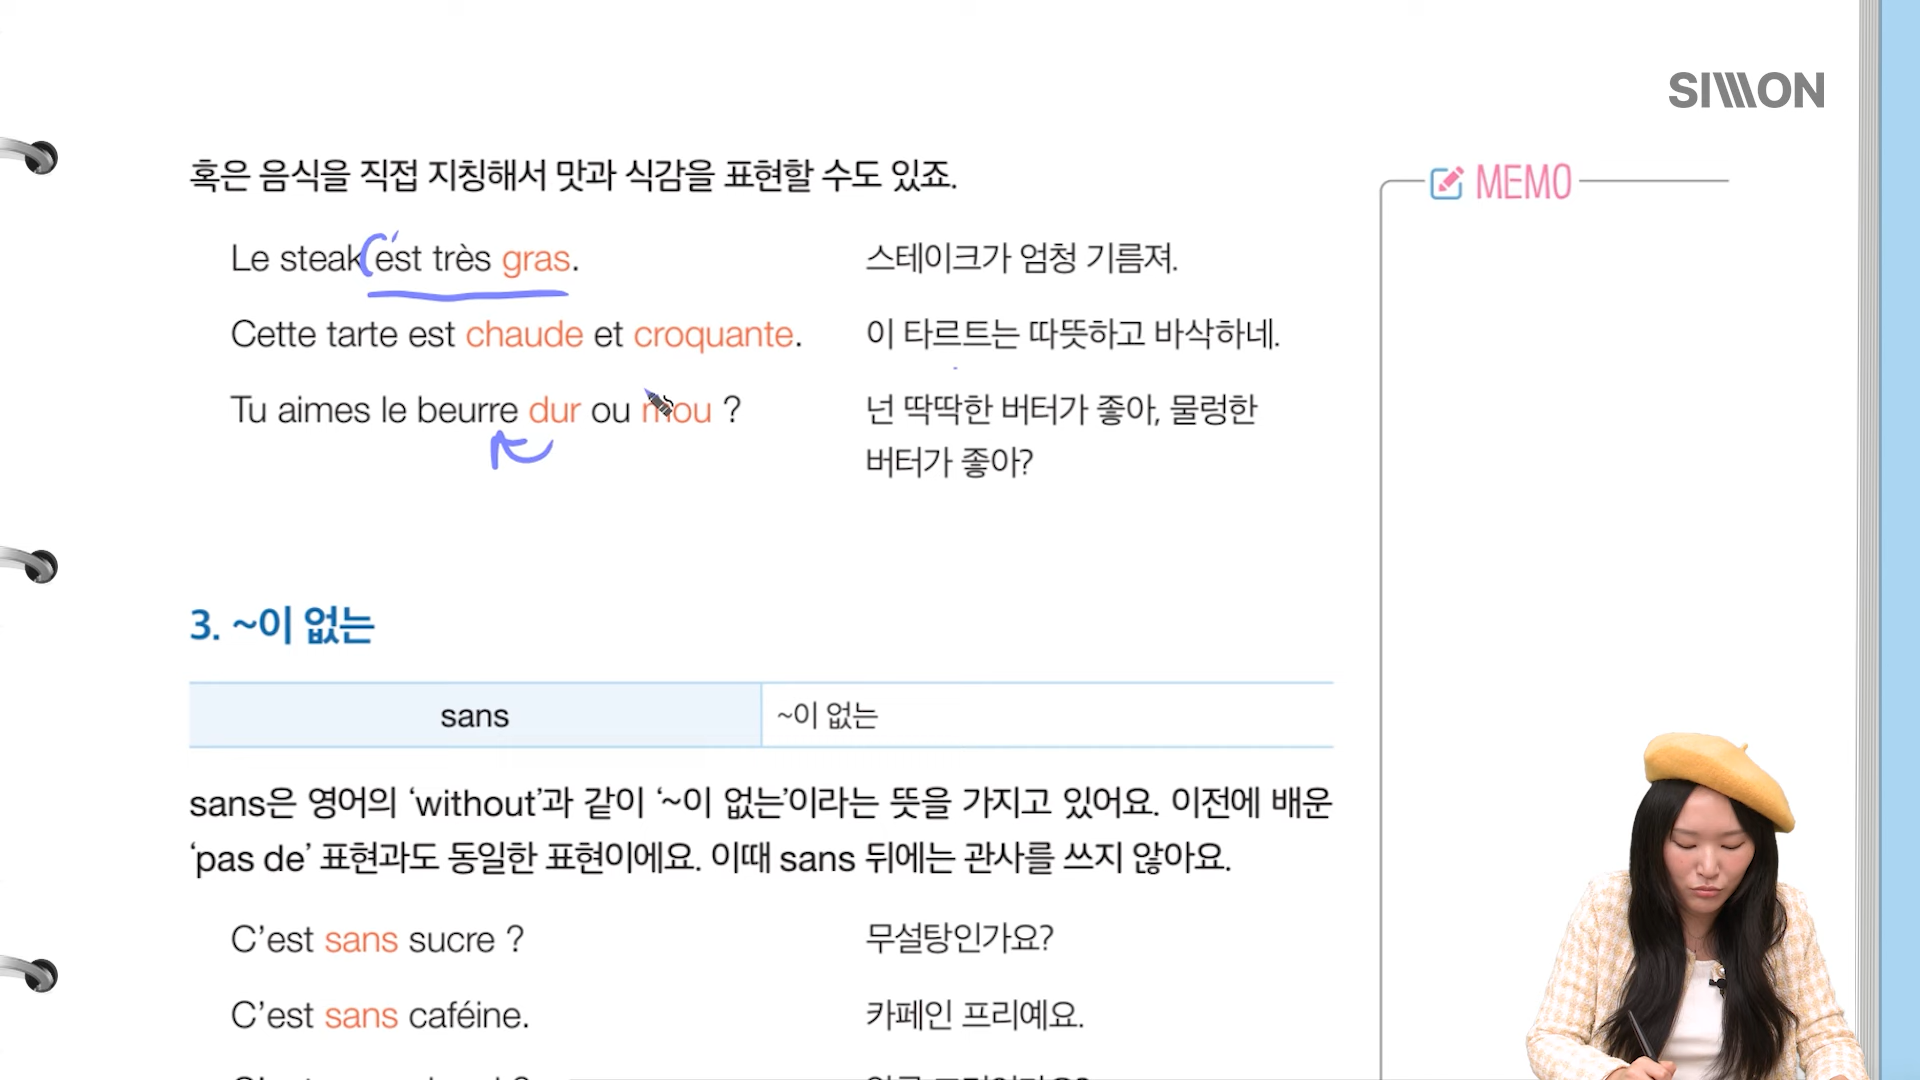 SIWON
혹은 음식을 직접 지칭해서 맛과 식감을 표현할 수도 있죠.
MEMO
Le steak c'est très gras.
스테이크가 엄청 기름져.
Cette tarte est chaude et croquante.
이 타르트는 따뜻하고 바삭하네.
Tu aimes le beurre dur ou mou ?
넌 딱딱한 버터가 좋아, 물렁한
버터가 좋아?
3. ~이 없는
sans
~이 없는
sans은 영어의 ‘without’과 같이 ‘~이 없는’이라는 뜻을 가지고 있어요. 이전에 배운
‘pas de’ 표현과도 동일한 표현이에요. 이때 sans 뒤에는 관사를 쓰지 않아요.
C’est sans sucre ?
무설탕인가요?
C’est sans caféine.
카페인 프리예요.